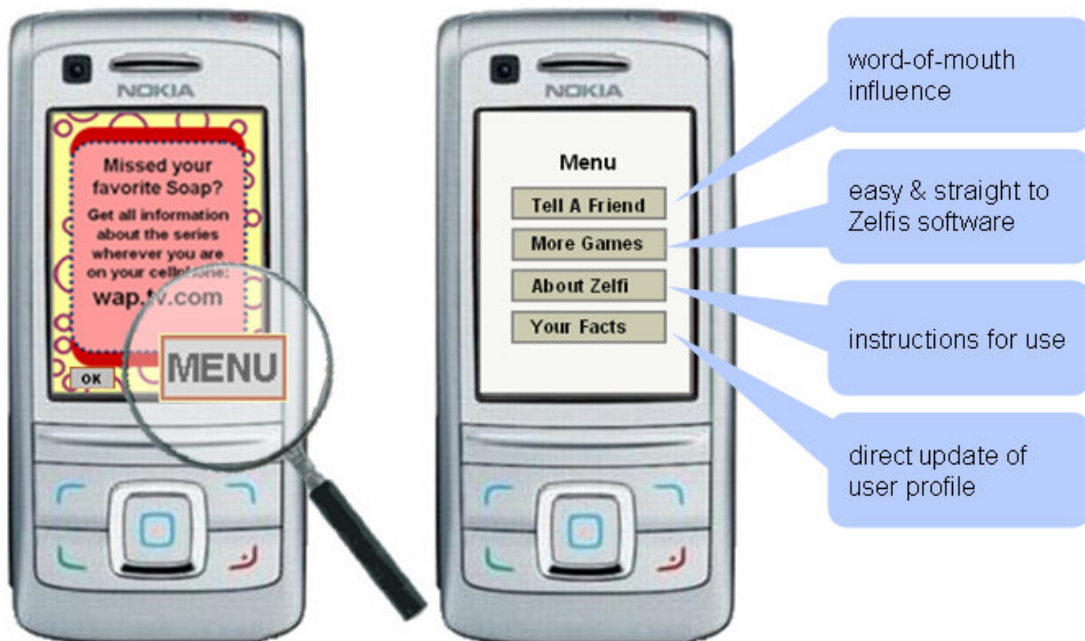 NOKIA
Missed your
favorite Soap?
Get all information
about the series
wherever you are
on your cellphone:
wap.tv.com
OK
MENU
NOKIA
Menu
Tell A Friend
More Games
About Zelfi
Your Facts
word-of-mouth
influence
easy & straight to
Zelfis software
instructions for use
direct update of
user profile